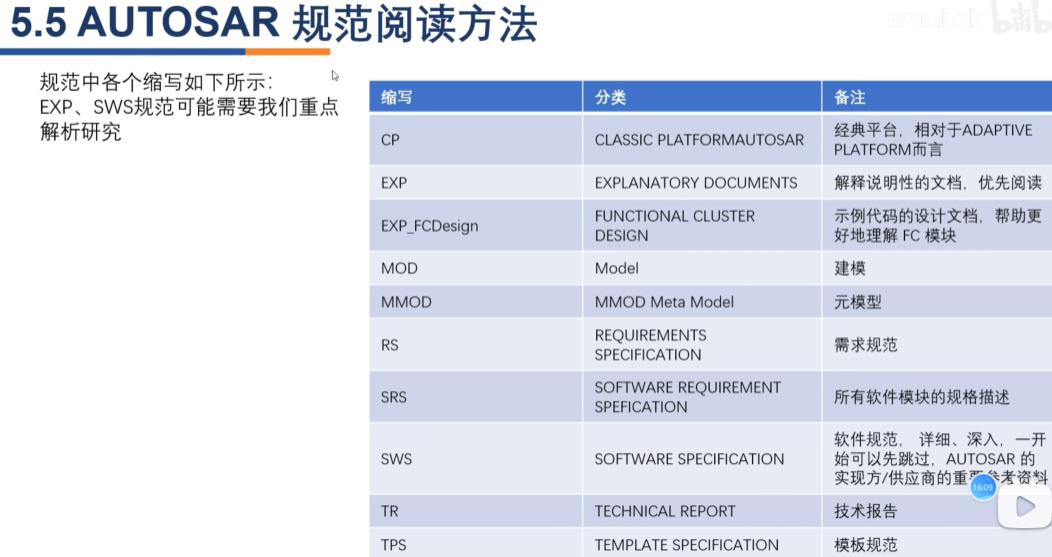 5.5 AUTOSAR 规范阅读方法
规范中各个缩写如下所示：
EXP、SWS规范可能需要我们重点
解析研究
缩写 分类 备注
CP CLASSIC PLATFORMAUTOSAR 经典平台，相对于ADAPTIVE
PLATFORM而言
EXP EXPLANATORY DOCUMENTS 解释说明性的文档，优先阅读
EXP_FCDesign FUNCTIONAL CLUSTER
DESIGN 示例代码的设计文档，帮助更
好地理解 FC 模块
MOD Model 建模
MMOD MMOD Meta Model 元模型
RS REQUIREMENTS
SPECIFICATION 需求规范
SRS SOFTWARE REQUIREMENT
SPEFICATION 所有软件模块的规格描述
SWS SOFTWARE SPECIFICATION 软件规范， 详细、深入，一开
始可以先跳过，AUTOSAR 的
实现方/供应商的重要参考资料
16:09
TR TECHNICAL REPORT 技术报告
TPS TEMPLATE SPECIFICATION 模板规范